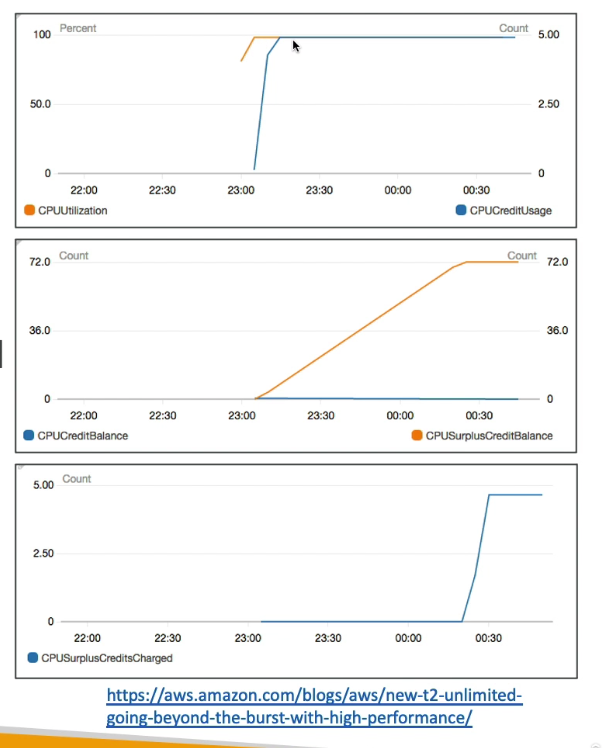 Percent Count
100 5.00
50.0 2.50
0 0
22:00 22:30 23:00 23:30 00:00 00:30
CPUUtilization CPUCreditUsage
Count Count
72.0 72.0
36.0 36.0
0 0
22:00 22:30 23:00 23:30 00:00 00:30
CPUCreditBalance CPUSurplusCreditBalance
Count
5.00
2.50
0
22:00 22:30 23:00 23:30 00:00 00:30
CPUSurplusCreditsCharged
https://aws.amazon.com/blogs/aws/new-t2-unlimited-
going-beyond-the-burst-with-high-performance/